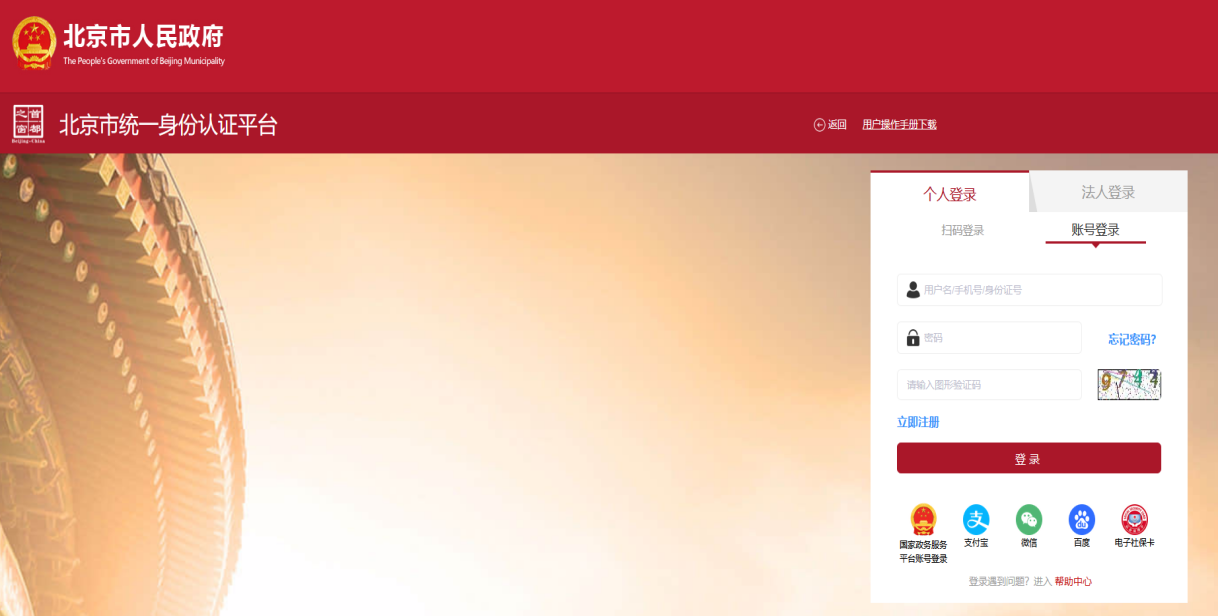 北京市人民政府
The People's Government of Beijing Municipality
首都之窗
Beijing-China
北京市统一身份认证平台
返回 用户操作手册下载
个人登录 法人登录
扫码登录 账号登录
用户名/手机号/身份证号
密码 忘记密码?
请输入图形验证码
立即注册
登录
国家政务服务平台账号登录 支付宝 微信 百度 电子社保卡
登录遇到问题？进入 帮助中心